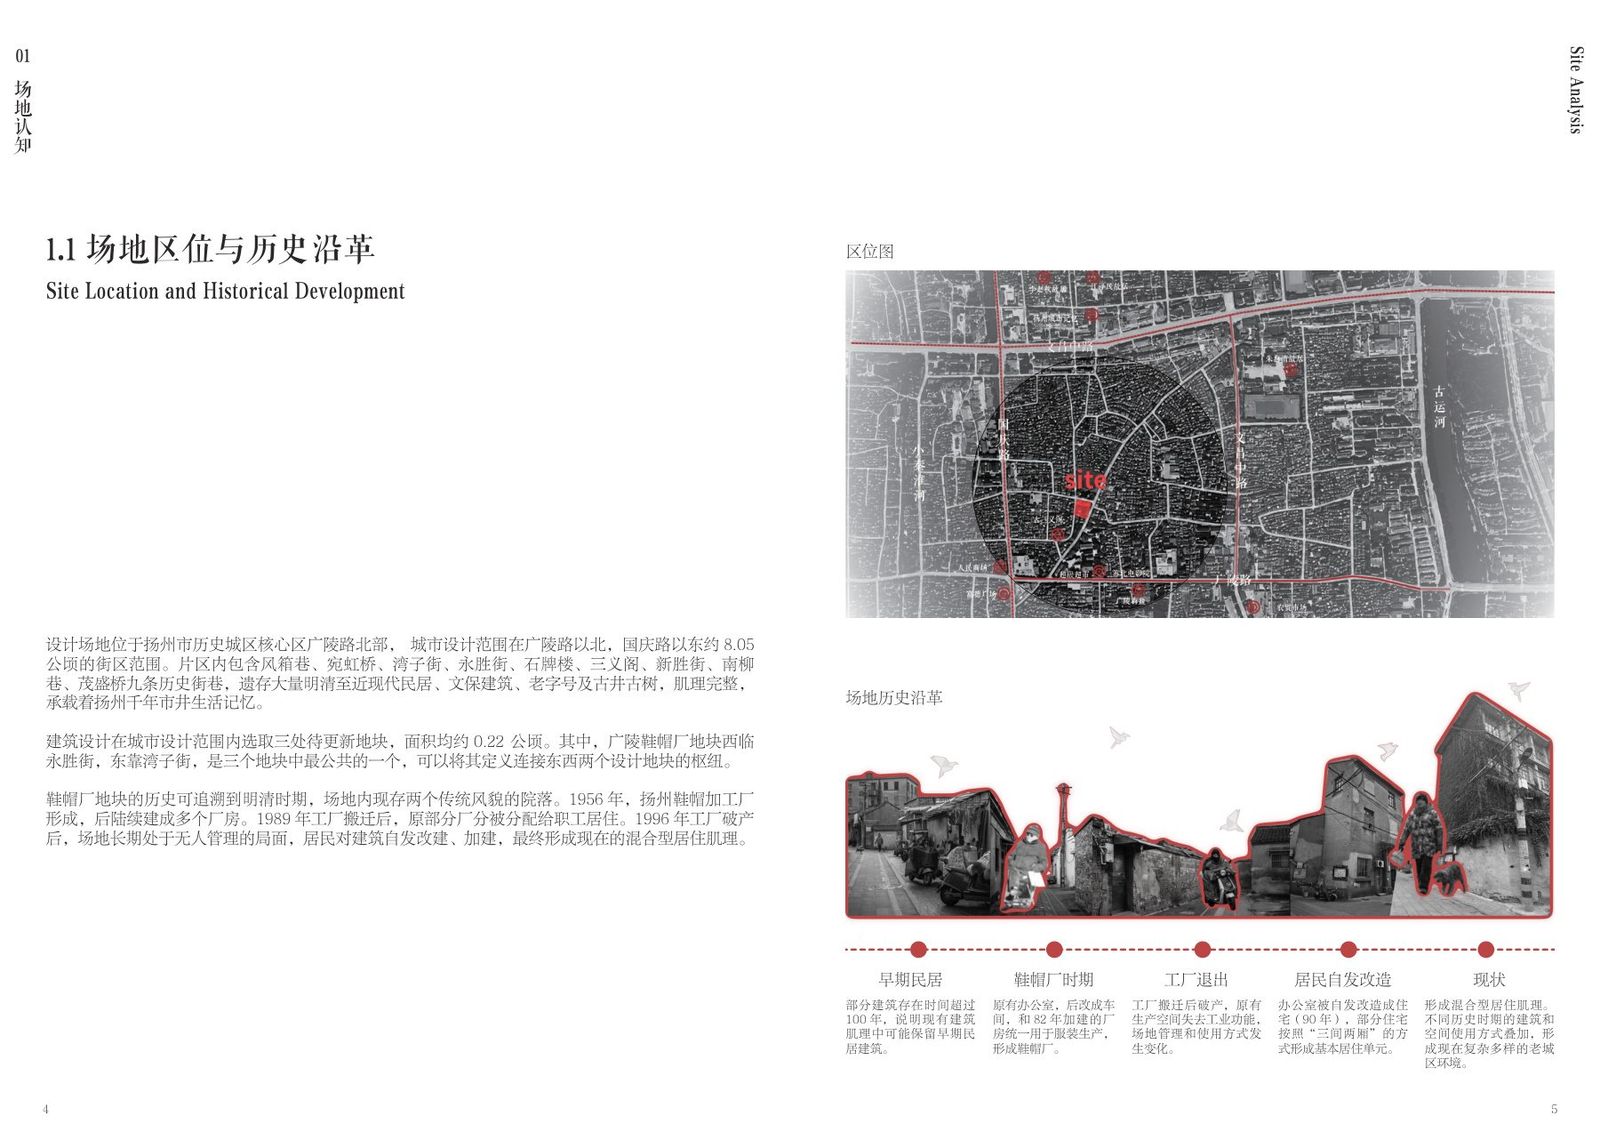 01
场地认知
Site Analysis
1.1 场地区位与历史沿革
Site Location and Historical Development
设计场地位于扬州市历史城区核心区广陵路北部， 城市设计范围在广陵路以北，国庆路以东约 8.05
公顷的街区范围。片区内包含风箱巷、宛虹桥、湾子街、永胜街、石牌楼、三义阁、新胜街、南柳
巷、茂盛桥九条历史街巷，遗存大量明清至近现代民居、文保建筑、老字号及古井古树，肌理完整，
承载着扬州千年市井生活记忆。
建筑设计在城市设计范围内选取三处待更新地块，面积均约 0.22 公顷。其中，广陵鞋帽厂地块西临
永胜街，东靠湾子街，是三个地块中最公共的一个，可以将其定义连接东西两个设计地块的枢纽。
鞋帽厂地块的历史可追溯到明清时期，场地内现存两个传统风貌的院落。1956 年，扬州鞋帽加工厂
形成，后陆续建成多个厂房。1989 年工厂搬迁后，原部分厂分被分配给职工居住。1996 年工厂破产
后，场地长期处于无人管理的局面，居民对建筑自发改建、加建，最终形成现在的混合型居住肌理。
4
区位图
文昌中路
朱自清故居
古运河
国庆路
小秦淮河
文昌中路
site
人民商场
广陵路
农贸市场
场地历史沿革
早期民居
部分建筑存在时间超过
100 年，说明现有建筑
肌理中可能保留早期民
居建筑。
鞋帽厂时期
原有办公室，后改成车
间，和 82 年加建的厂
房统一用于服装生产，
形成鞋帽厂。
工厂退出
工厂搬迁后破产，原有
生产空间失去工业功能，
场地管理和使用方式发
生变化。
居民自发改造
办公室被自发改造成住
宅（90 年），部分住宅
按照“三间两厢”的方
式形成基本居住单元。
现状
形成混合型居住肌理。
不同历史时期的建筑和
空间使用方式叠加，形
成现在复杂多样的老城
区环境。
5